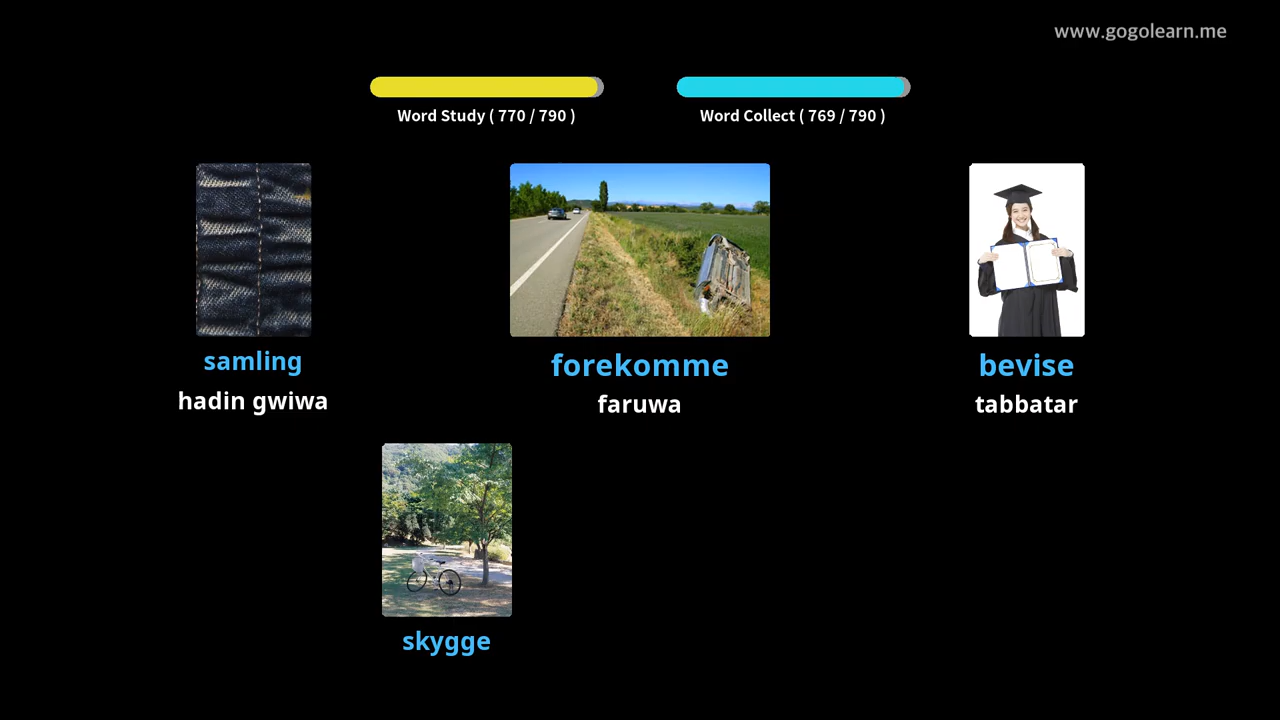 www.gogolearn.me
Word Study ( 770 / 790 )
Word Collect ( 769 / 790 )
samling
forekomme
bevise
hadin gwiwa
faruwa
tabbatar
skygge